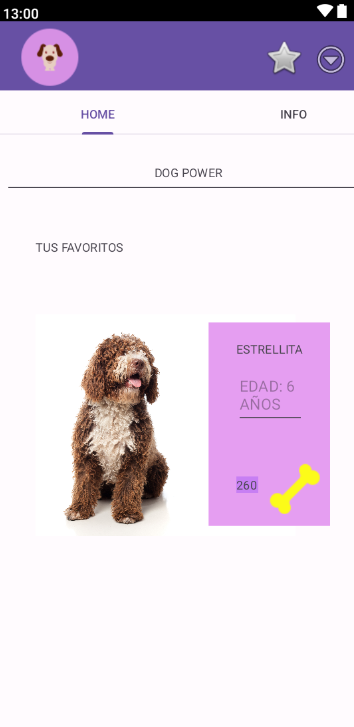 13:00
HOME
INFO
DOG POWER
TUS FAVORITOS
ESTRELLITA
EDAD: 6
AÑOS
260